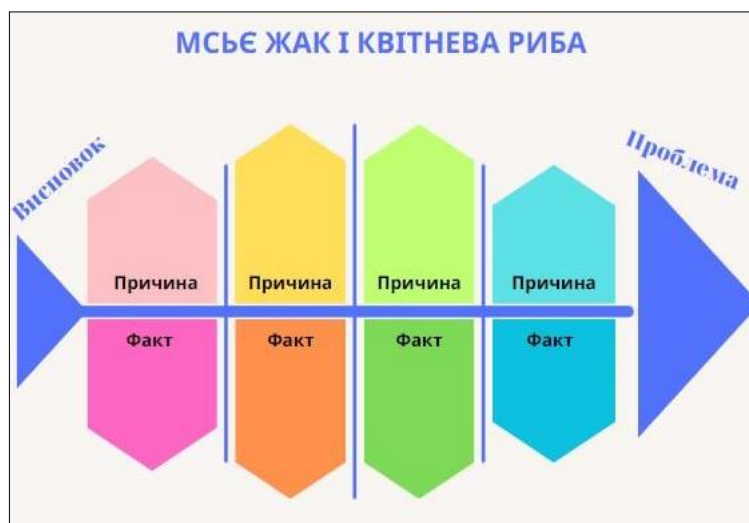 МСЬЄ ЖАК І КВІТНЕВА РИБА
Висновок
Проблема
Причина
Причина
Причина
Причина
Факт
Факт
Факт
Факт